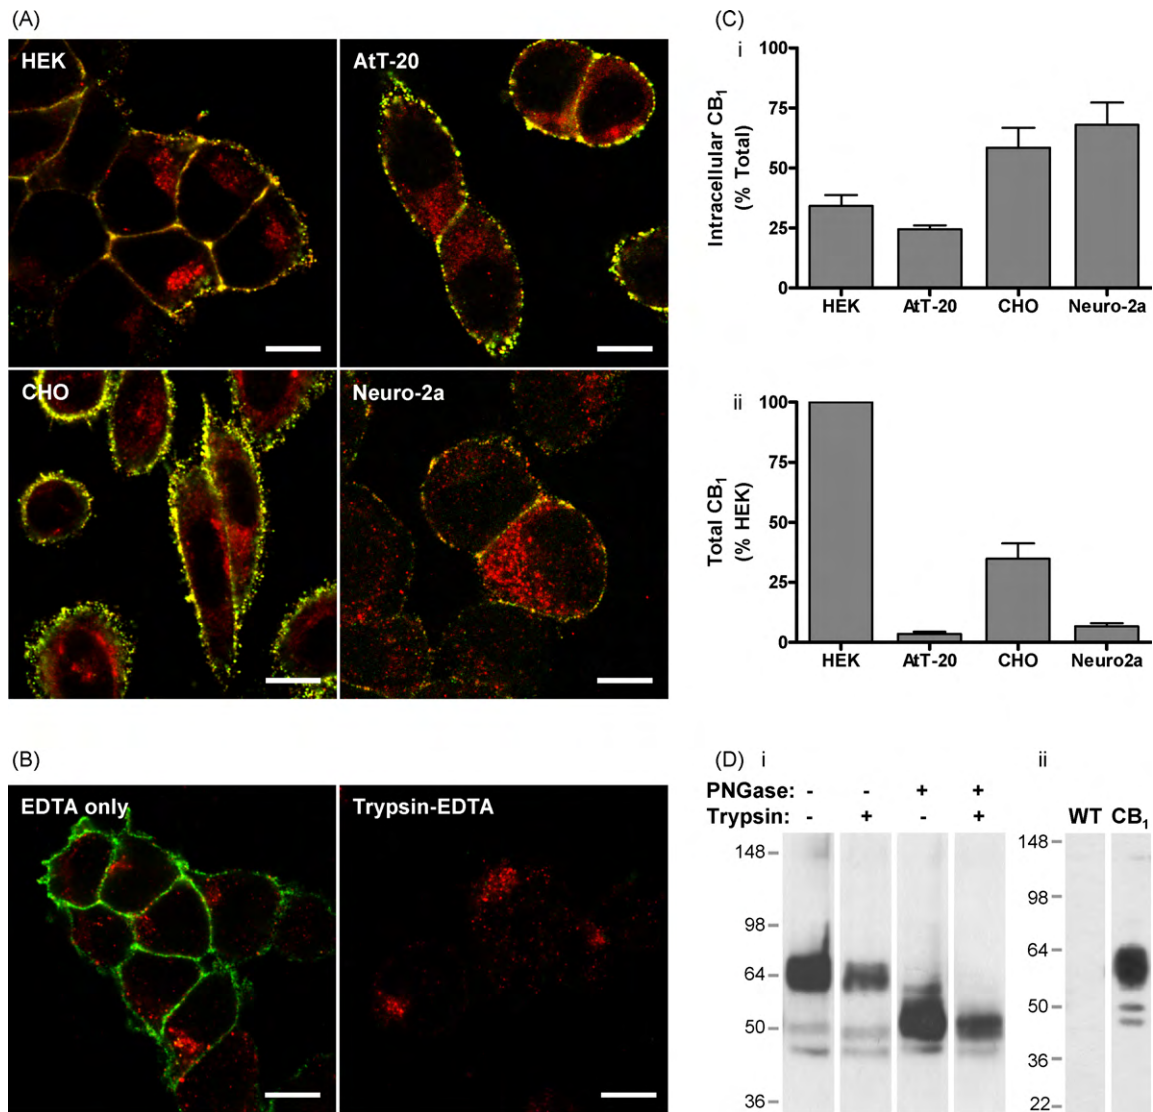 (A)
HEK
AtT-20
CHO
Neuro-2a
(B)
EDTA only
Trypsin-EDTA
(C)
i
Intracellular CB₁
(% Total)
100
75
50
25
0
HEK AtT-20 CHO Neuro-2a
ii
Total CB₁
(% HEK)
100
75
50
25
0
HEK AtT-20 CHO Neuro2a
(D) i
PNGase: - - + +
Trypsin: - + - +
148
98
64
50
36
ii
WT CB₁
148
98
64
50
36
22